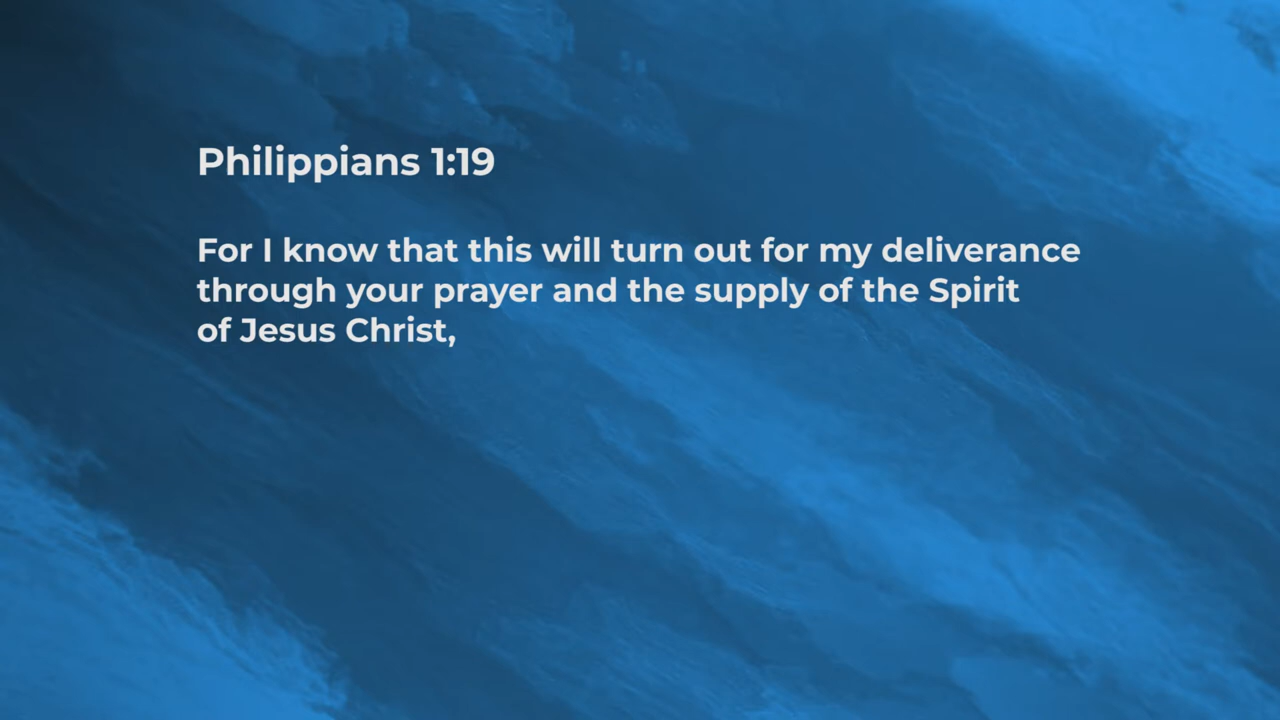 Philippians 1:19
For I know that this will turn out for my deliverance
through your prayer and the supply of the Spirit
of Jesus Christ,